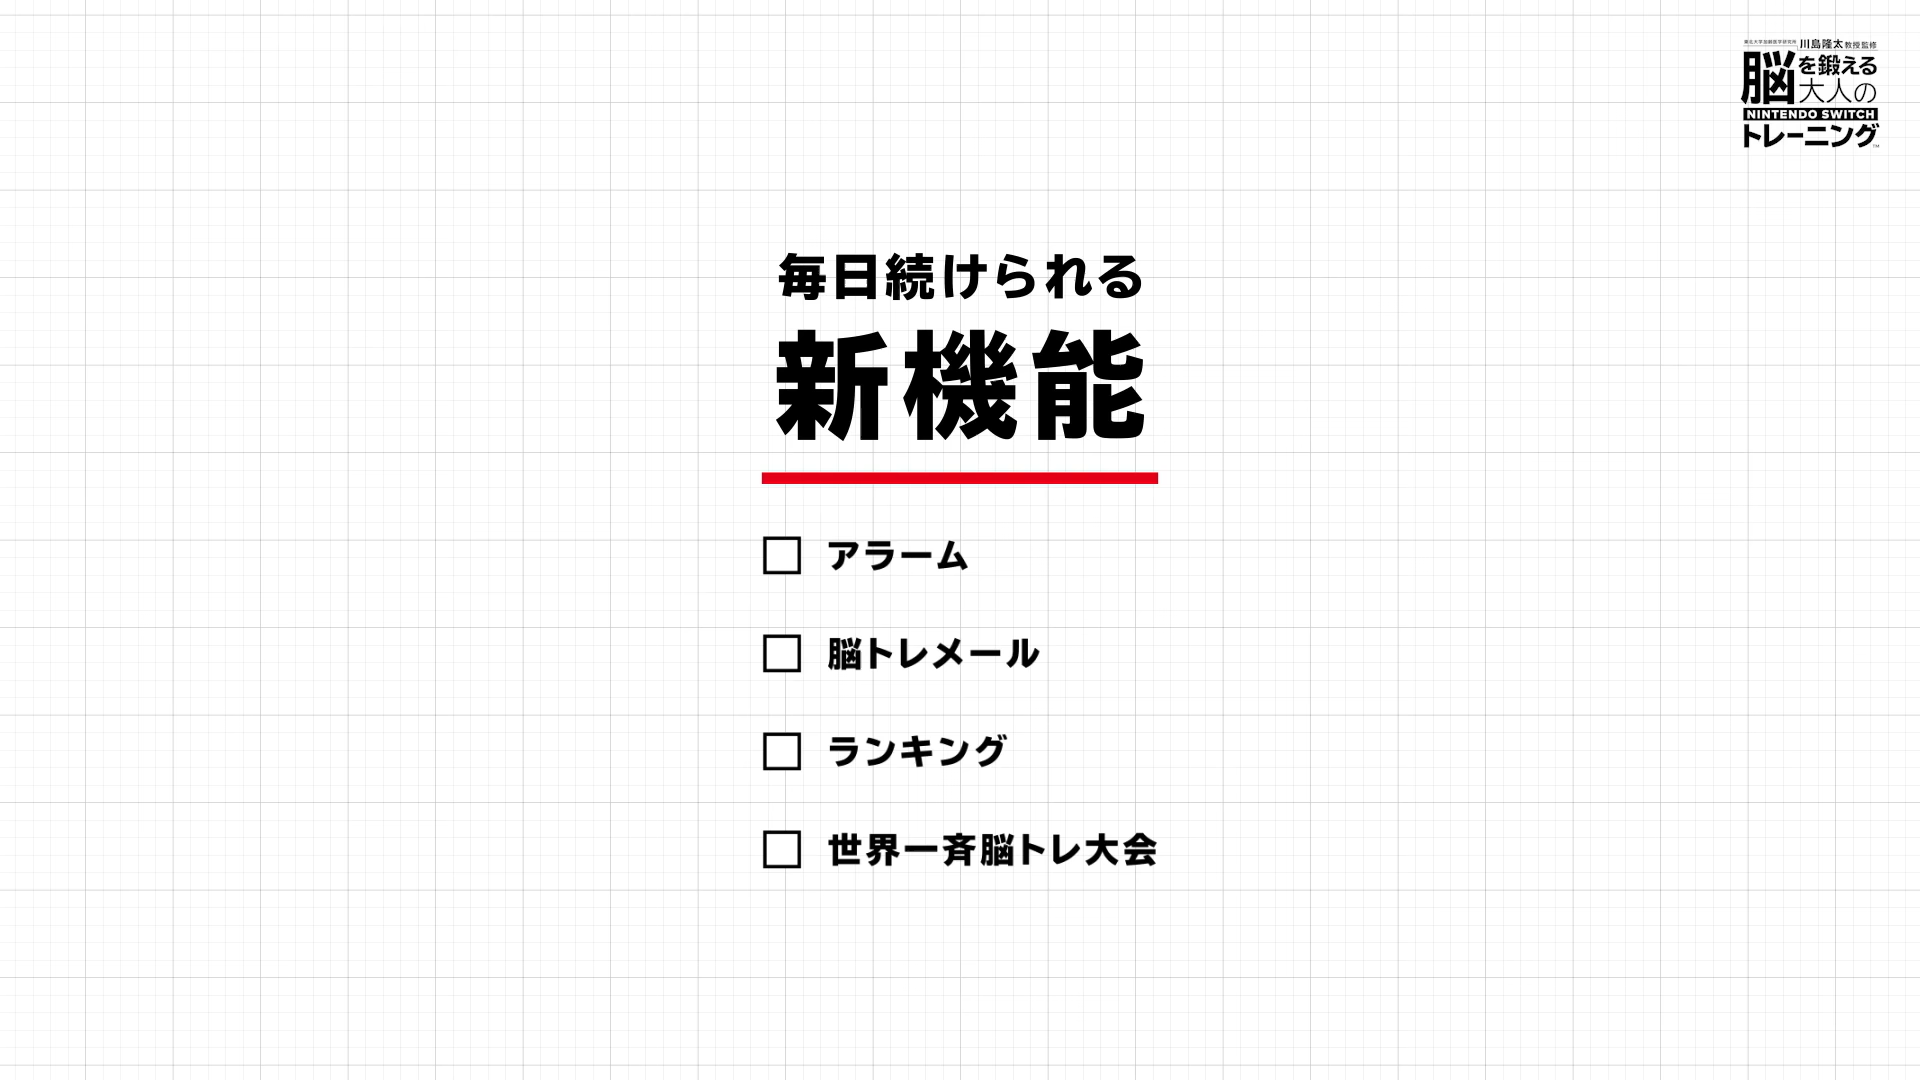 東北大学加齢医学研究所 川島隆太教授監修
脳を鍛える
大人の
NINTENDO SWITCH
トレーニング
毎日続けられる
新機能
アラーム
脳トレメール
ランキング
世界一斉脳トレ大会